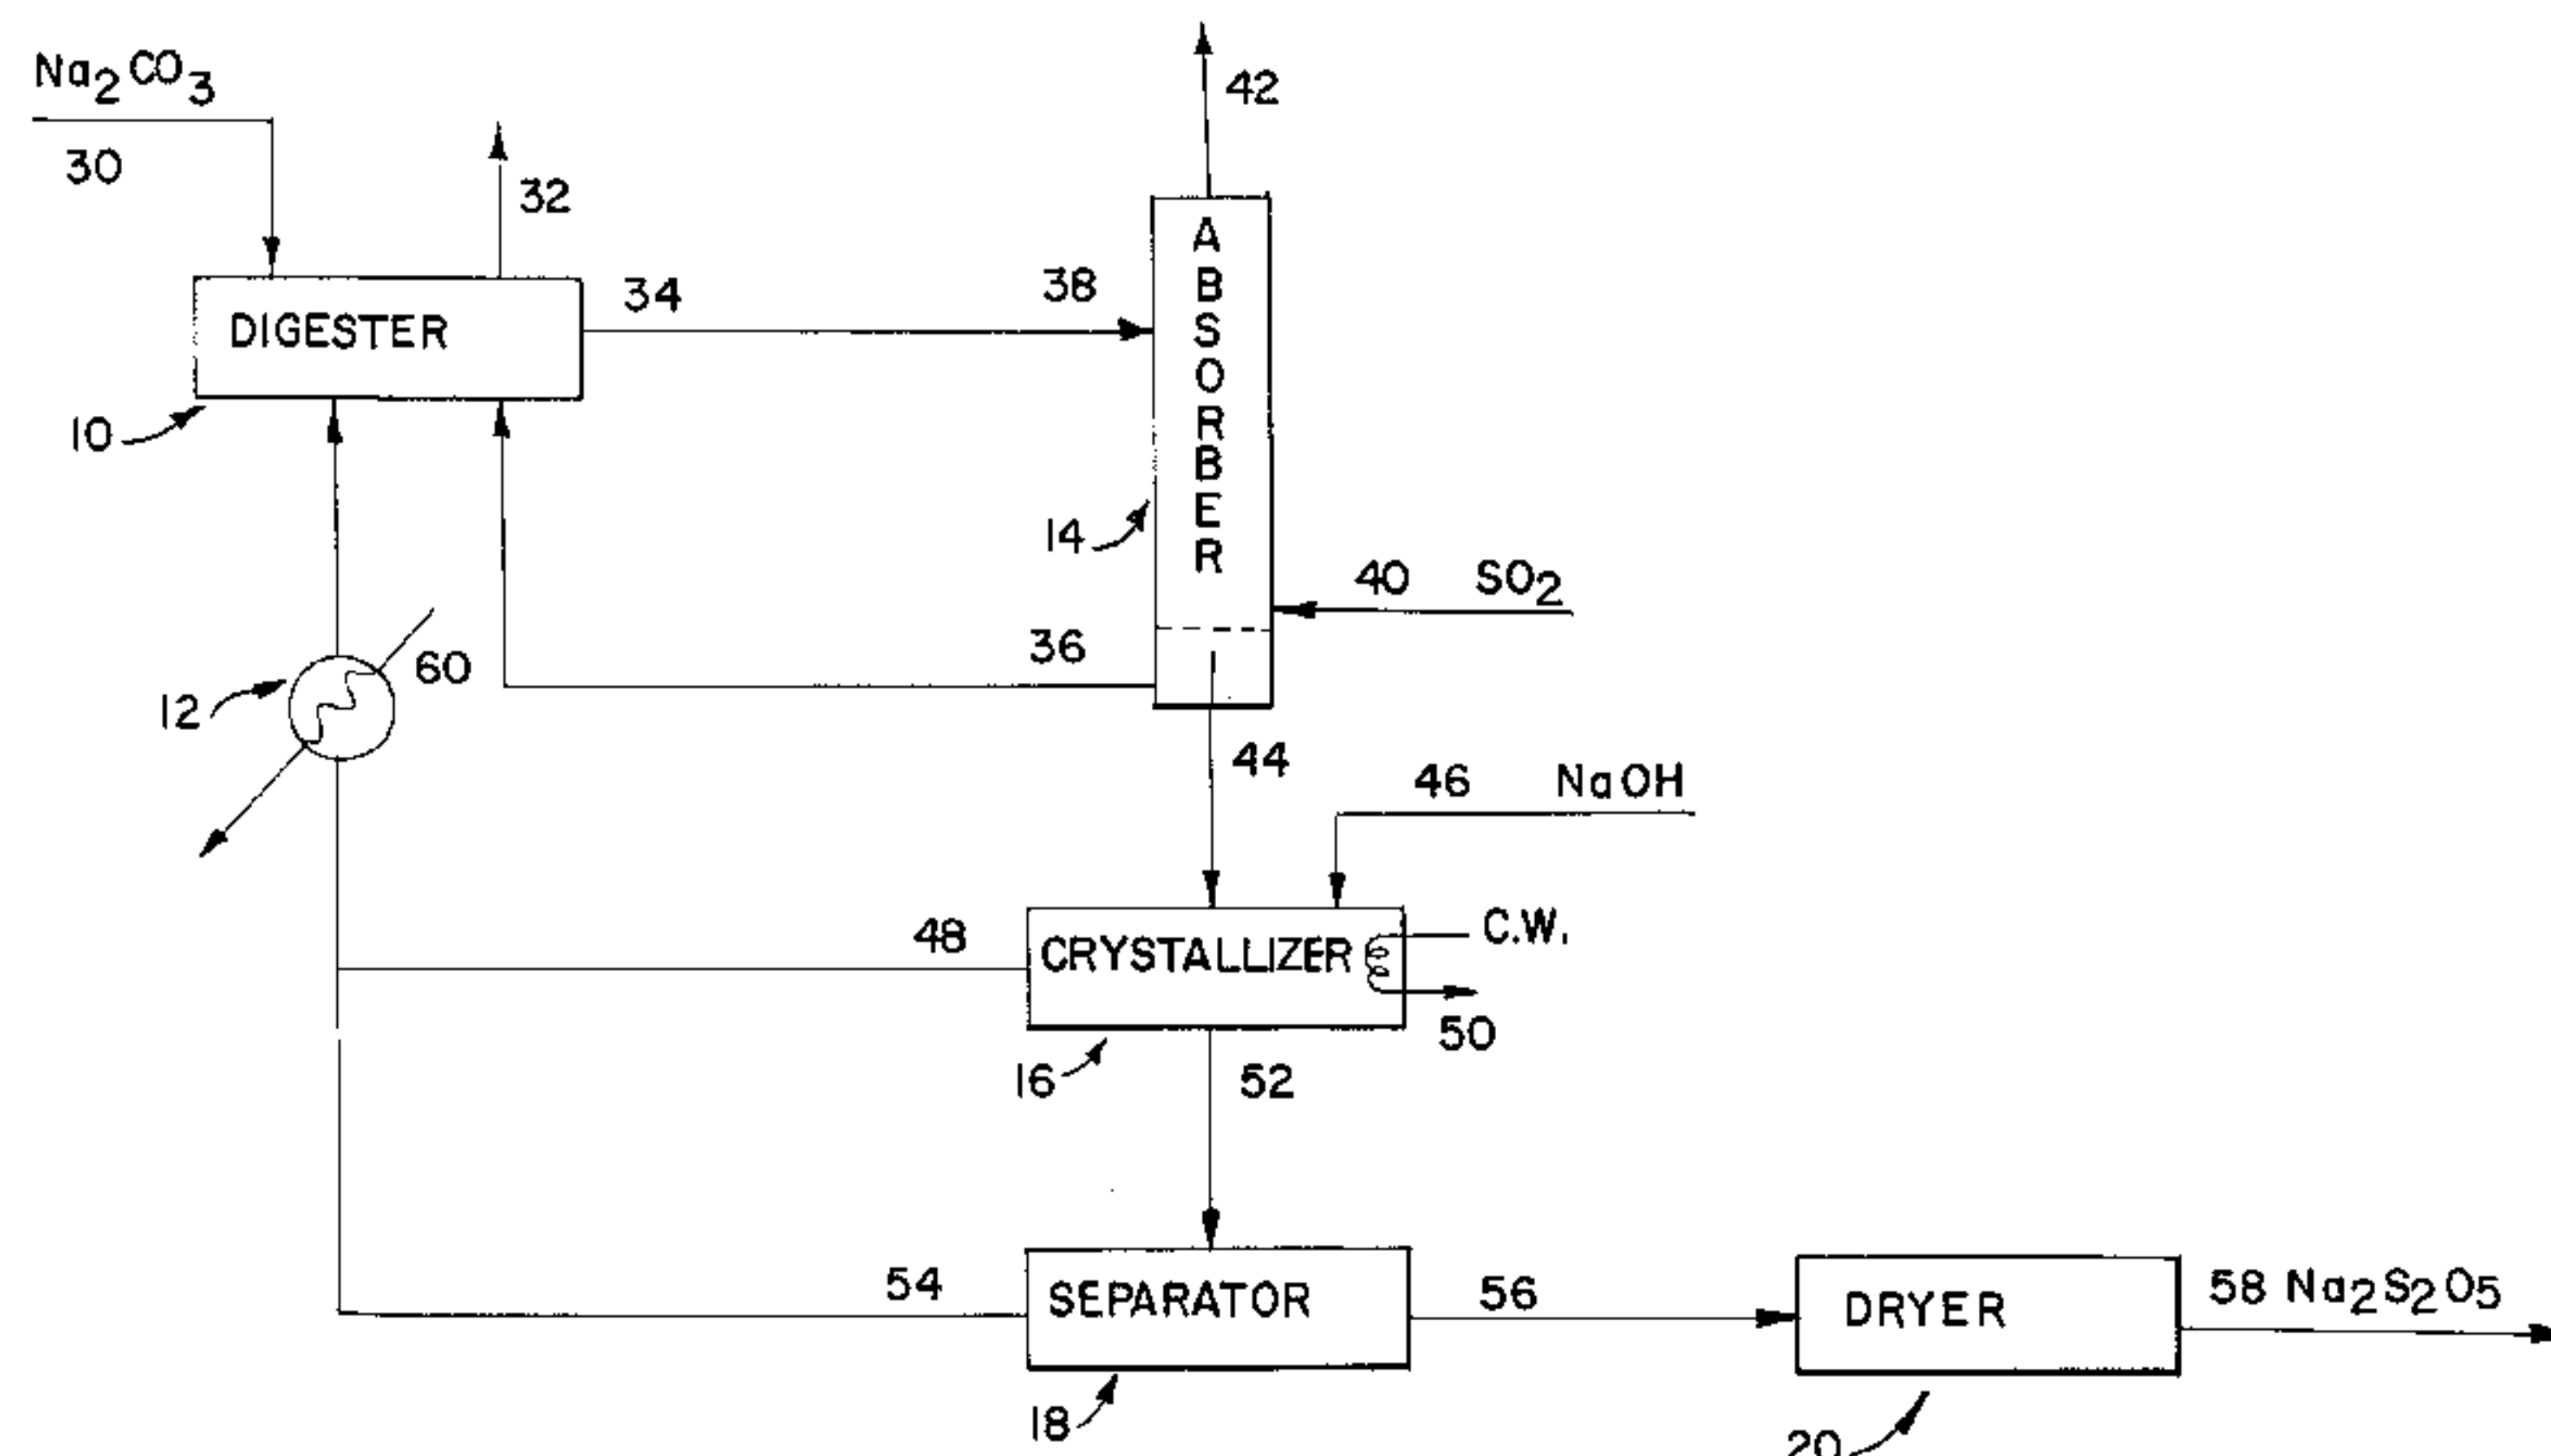 Na2CO3
30
32
42
DIGESTER
34
38
ABSORBER
10
14
40 SO2
36
60
12
44
46 NaOH
48
CRYSTALLIZER
C.W.
50
16
52
54
SEPARATOR
56
DRYER
58 Na2S2O5
18
20